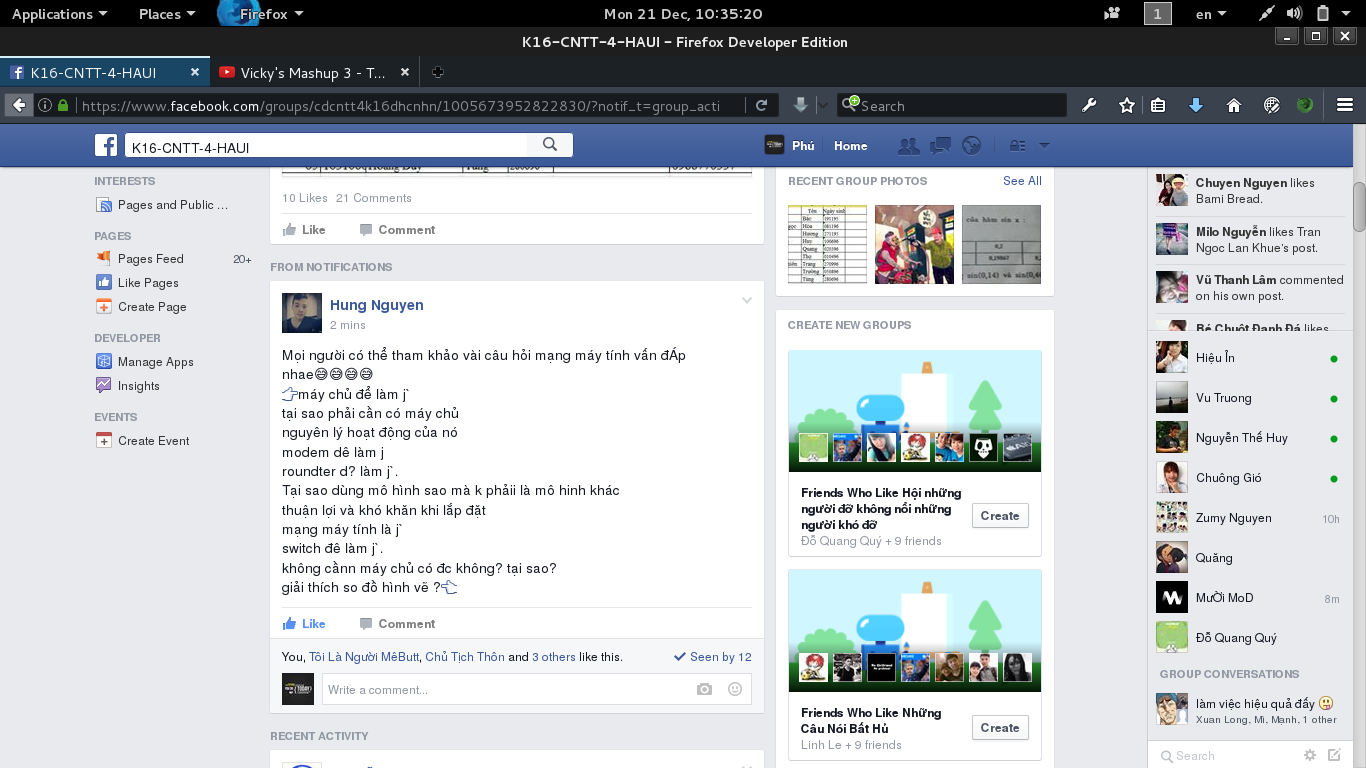 Applications Places Firefox Mon 21 Dec, 10:35:20 1 en
K16-CNTT-4-HAUI - Firefox Developer Edition
K16-CNTT-4-HAUI Vicky's Mashup 3 - T...
https://www.facebook.com/groups/cdcntt4k16dhcnhn/1005673952822830/?notif_t=group_acti Search
K16-CNTT-4-HAUI Phú Home
INTERESTS
Pages and Public ...
PAGES
Pages Feed 20+
Like Pages
Create Page
DEVELOPER
Manage Apps
Insights
EVENTS
Create Event
10 Likes 21 Comments
Like Comment
FROM NOTIFICATIONS
Hung Nguyen
2 mins
Mọi người có thể tham khảo vài câu hỏi mạng máy tính vấn đÁp
nhae😅😅😅😅
👉máy chủ để làm j`
tại sao phải cần có máy chủ
nguyên lý hoạt động của nó
modem dê làm j
roundter d? làm j`.
Tại sao dùng mô hình sao mà k phảii là mô hinh khác
thuận lợi và khó khăn khi lắp đặt
mạng máy tính là j`
switch đê làm j`.
không cầnn máy chủ có đc không? tại sao?
giải thích so đồ hình vẽ ?👈
Like Comment
You, Tôi Là Người MêButt, Chủ Tịch Thôn and 3 others like this. Seen by 12
Write a comment...
RECENT ACTIVITY
RECENT GROUP PHOTOS See All
CREATE NEW GROUPS
Friends Who Like Hội những
người đỡ không nổi những
người khó đỡ
Create
Đỗ Quang Quý + 9 friends
Friends Who Like Những
Câu Nói Bất Hủ
Create
Linh Le + 9 friends
Chuyen Nguyen likes
Bami Bread.
Milo Nguyễn likes Tran
Ngoc Lan Khue's post.
Vũ Thanh Lâm commented
on his own post.
Bé Chuột Đanh Đá likes
Hiệu Ỉn
Vu Truong
Nguyễn Thế Huy
Chuông Gió
Zumy Nguyen 10h
Quăng
MưỜi MoD 8m
Đỗ Quang Quý
GROUP CONVERSATIONS
làm việc hiệu quả đấy 😜
Xuan Long, Mì, Mạnh, 1 other
Search